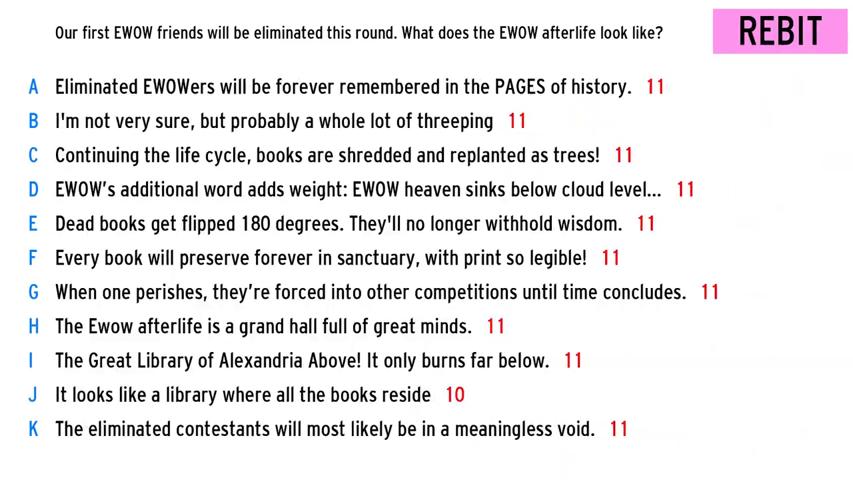 Our first EWOW friends will be eliminated this round. What does the EWOW afterlife look like?
REBIT
A Eliminated EWOWers will be forever remembered in the PAGES of history. 11
B I'm not very sure, but probably a whole lot of threeping 11
C Continuing the life cycle, books are shredded and replanted as trees! 11
D EWOW's additional word adds weight: EWOW heaven sinks below cloud level... 11
E Dead books get flipped 180 degrees. They'll no longer withhold wisdom. 11
F Every book will preserve forever in sanctuary, with print so legible! 11
G When one perishes, they're forced into other competitions until time concludes. 11
H The Ewow afterlife is a grand hall full of great minds. 11
I The Great Library of Alexandria Above! It only burns far below. 11
J It looks like a library where all the books reside 10
K The eliminated contestants will most likely be in a meaningless void. 11